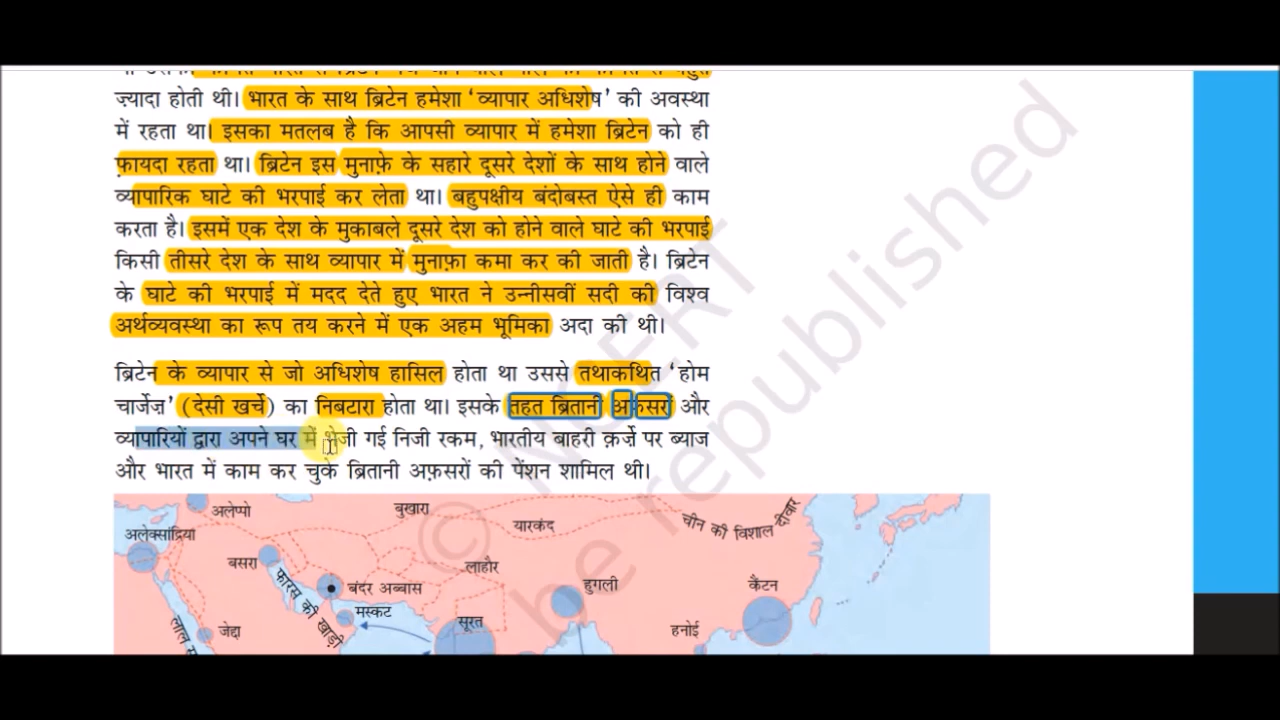 ज़्यादा होती थी। भारत के साथ ब्रिटेन हमेशा ‘व्यापार अधिशेष’ की अवस्था
में रहता था। इसका मतलब है कि आपसी व्यापार में हमेशा ब्रिटेन को ही
फ़ायदा रहता था। ब्रिटेन इस मुनाफ़े के सहारे दूसरे देशों के साथ होने वाले
व्यापारिक घाटे की भरपाई कर लेता था। बहुपक्षीय बंदोबस्त ऐसे ही काम
करता है। इसमें एक देश के मुकाबले दूसरे देश को होने वाले घाटे की भरपाई
किसी तीसरे देश के साथ व्यापार में मुनाफ़ा कमा कर की जाती है। ब्रिटेन
के घाटे की भरपाई में मदद देते हुए भारत ने उन्नीसवीं सदी की विश्व
अर्थव्यवस्था का रूप तय करने में एक अहम भूमिका अदा की थी।
ब्रिटेन के व्यापार से जो अधिशेष हासिल होता था उससे तथाकथित ‘होम
चार्जेज़’ (देसी खर्चे) का निबटारा होता था। इसके तहत ब्रितानी अफ़सरों और
व्यापारियों द्वारा अपने घर में भेजी गई निजी रकम, भारतीय बाहरी क़र्ज़े पर ब्याज
और भारत में काम कर चुके ब्रितानी अफ़सरों की पेंशन शामिल थी।
अलेप्पो
बुखारा
यारकंद
चीन की विशाल दीवार
अलेक्सांद्रिया
बसरा
लाहौर
फारस की खाड़ी
बंदर अब्बास
हुगली
कैंटन
मस्कट
सूरत
जेद्दा
हनोई
लाल
© NCERT
be republished